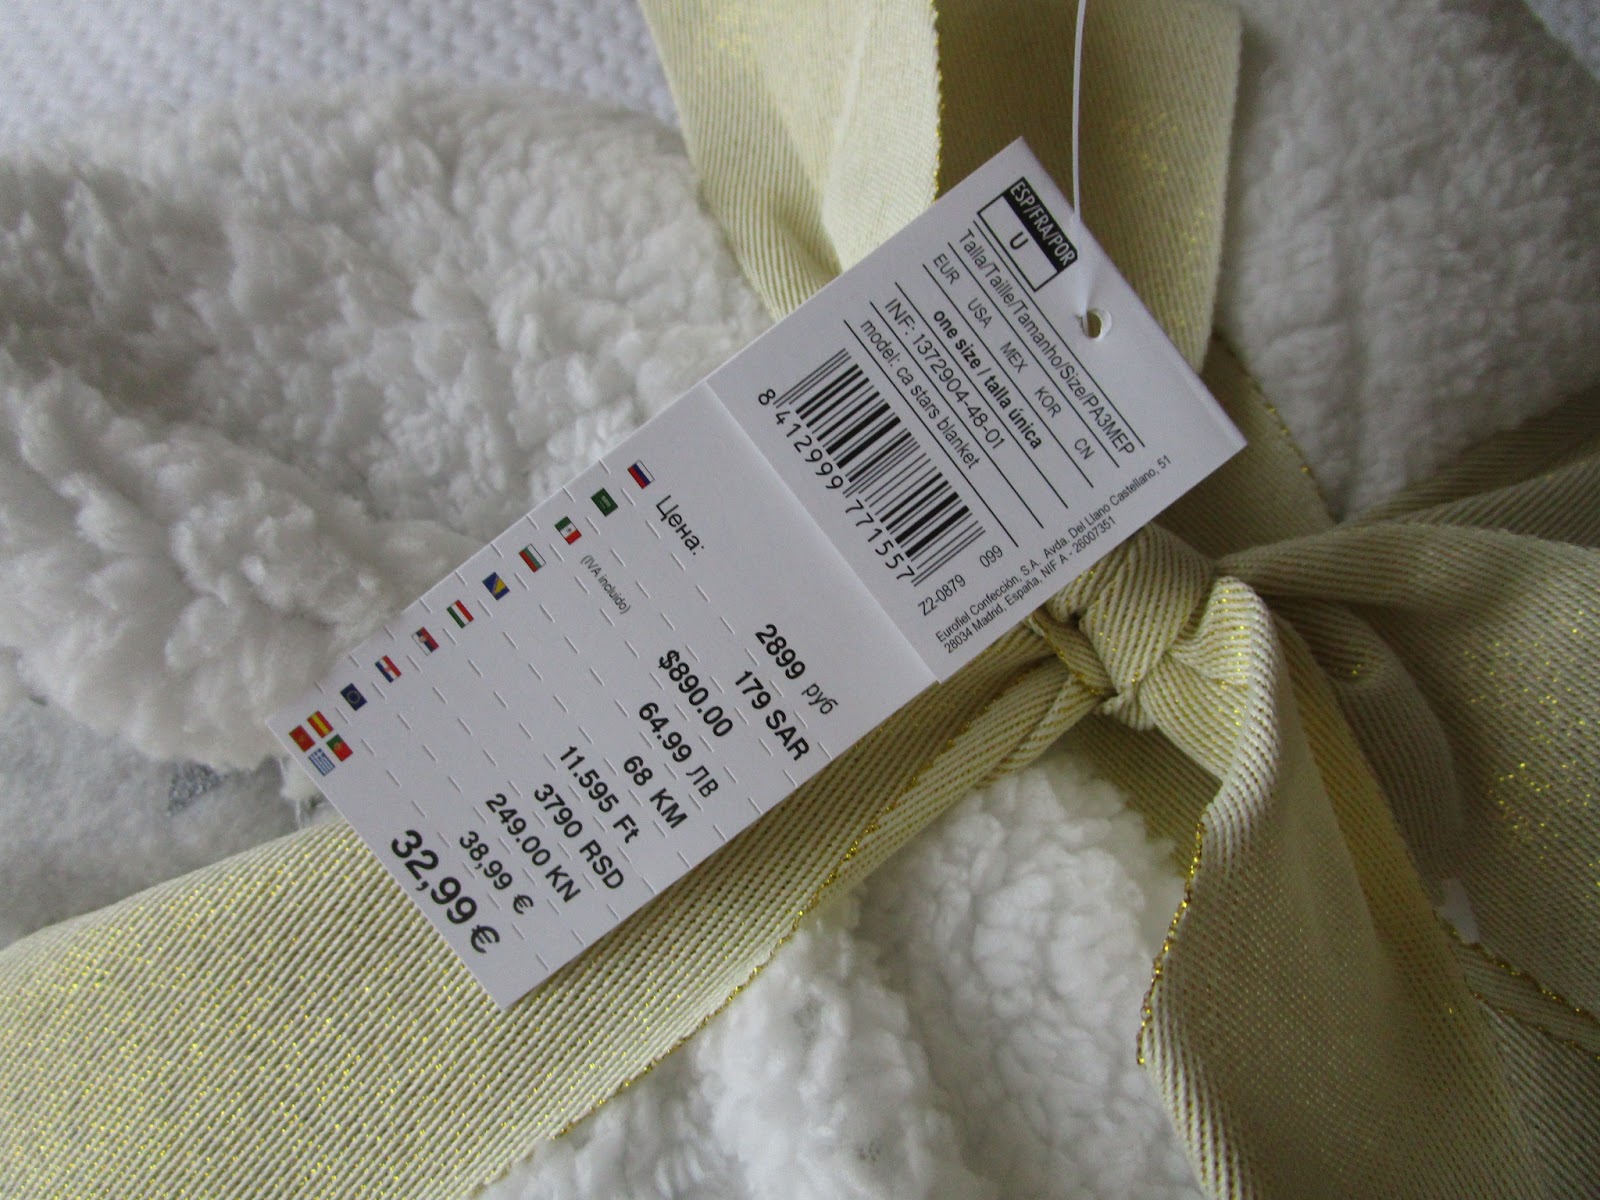 ESP/FRA/POR
U
Talla/Taille/Tamanho/Size/PA3MEP
EUR USA MEX KOR CN
one size / talla única
INF: 1372904-48-01
model: ca stars blanket
8 412999 771557
Z2-0879 099
Eurofiel Confección, S.A. Avda. Del Llano Castellano, 51
28034 Madrid, España. NIF A - 26007351
Цена: 2899 руб
179 SAR
(IVA incluido) $890.00
64.99 ЛВ
68 KM
11.595 Ft
3790 RSD
249.00 KN
38,99 €
32,99 €